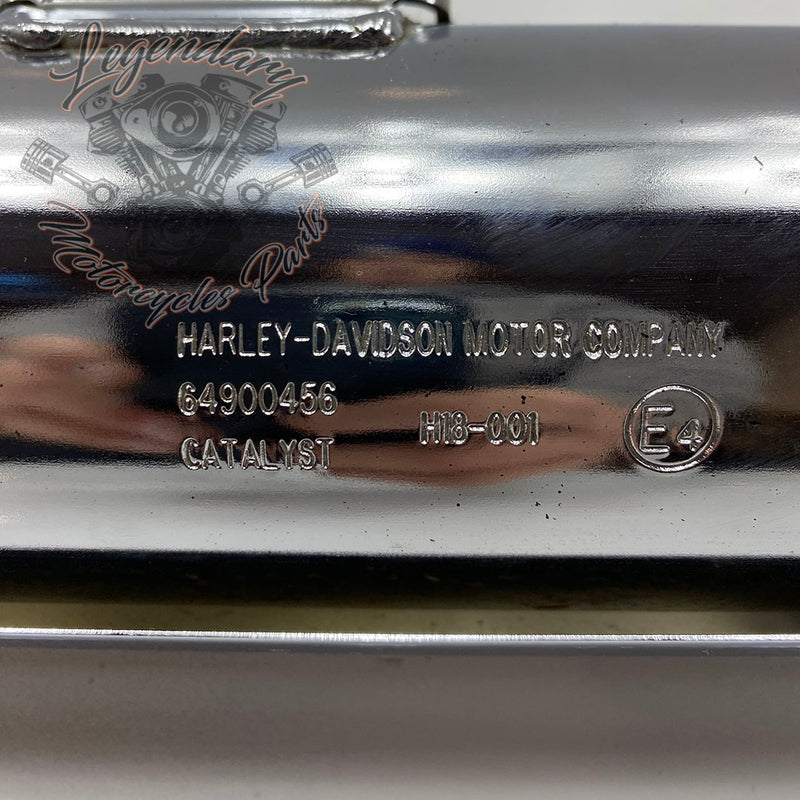 Legendary
Motorcycles Parts
HARLEY-DAVIDSON MOTOR COMPANY
64900456
H18-001
E4
CATALYST